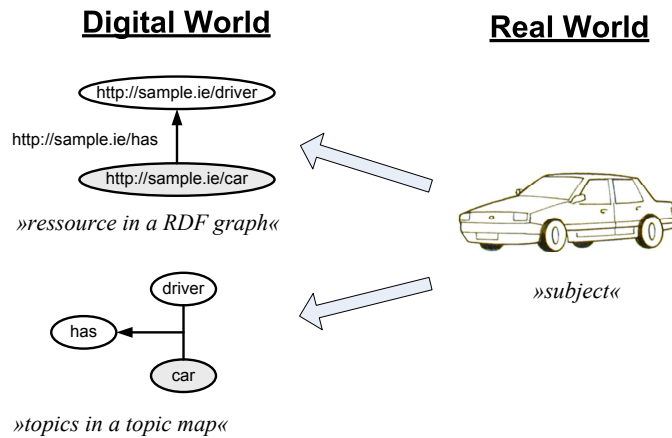 Digital World
Real World
http://sample.ie/driver
http://sample.ie/has
http://sample.ie/car
»ressource in a RDF graph«
»subject«
driver
has
car
»topics in a topic map«